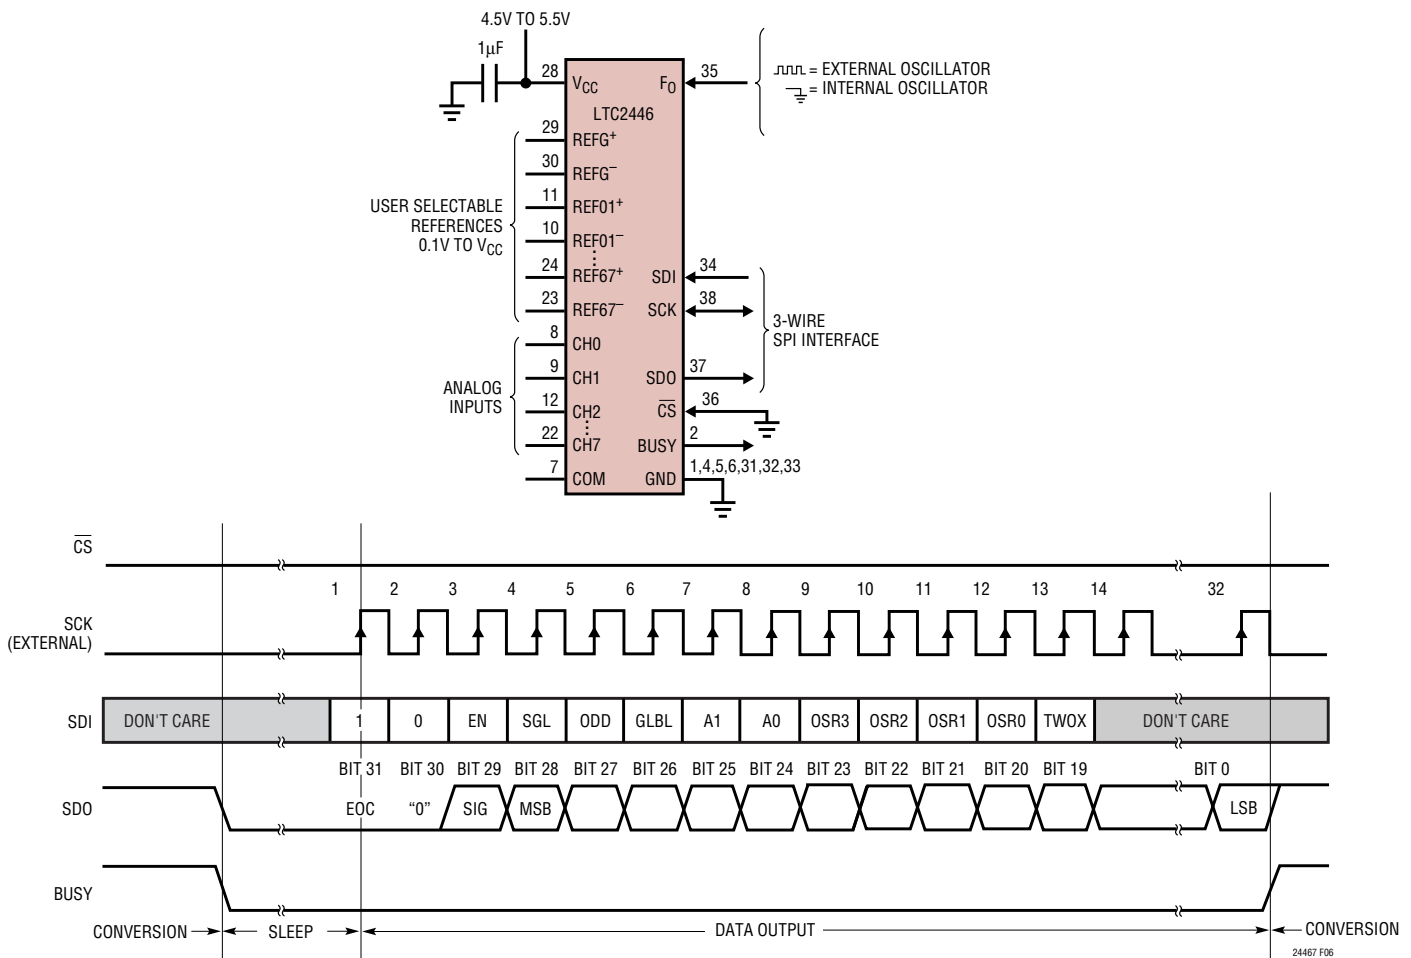 4.5V TO 5.5V
1µF
28
VCC
FO
35
= EXTERNAL OSCILLATOR
= INTERNAL OSCILLATOR
LTC2446
29
REFG+
30
REFG–
11
REF01+
10
REF01–
24
REF67+
23
REF67–
USER SELECTABLE
REFERENCES
0.1V TO VCC
SDI
34
SCK
38
SDO
37
CS
36
BUSY
2
GND
1,4,5,6,31,32,33
3-WIRE
SPI INTERFACE
8
CH0
9
CH1
12
CH2
22
CH7
7
COM
ANALOG
INPUTS
CS
1 2 3 4 5 6 7 8 9 10 11 12 13 14 32
SCK
(EXTERNAL)
SDI DON'T CARE 1 0 EN SGL ODD GLBL A1 A0 OSR3 OSR2 OSR1 OSR0 TWOX DON'T CARE
BIT 31 BIT 30 BIT 29 BIT 28 BIT 27 BIT 26 BIT 25 BIT 24 BIT 23 BIT 22 BIT 21 BIT 20 BIT 19 BIT 0
SDO EOC “0” SIG MSB LSB
BUSY
CONVERSION SLEEP DATA OUTPUT CONVERSION
24467 F06